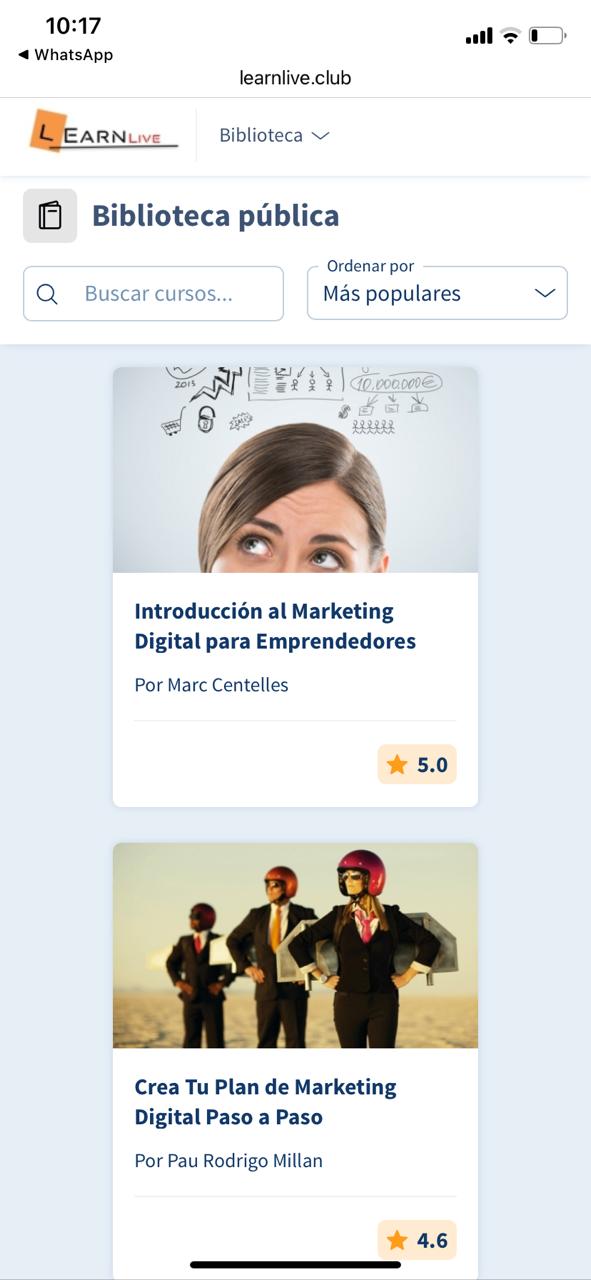 10:17
◀ WhatsApp
learnlive.club
LEARNLIVE
Biblioteca
Biblioteca pública
Ordenar por
Buscar cursos...
Más populares
2013
10.000.000€
$
SALE
Introducción al Marketing
Digital para Emprendedores
Por Marc Centelles
5.0
Crea Tu Plan de Marketing
Digital Paso a Paso
Por Pau Rodrigo Millan
4.6